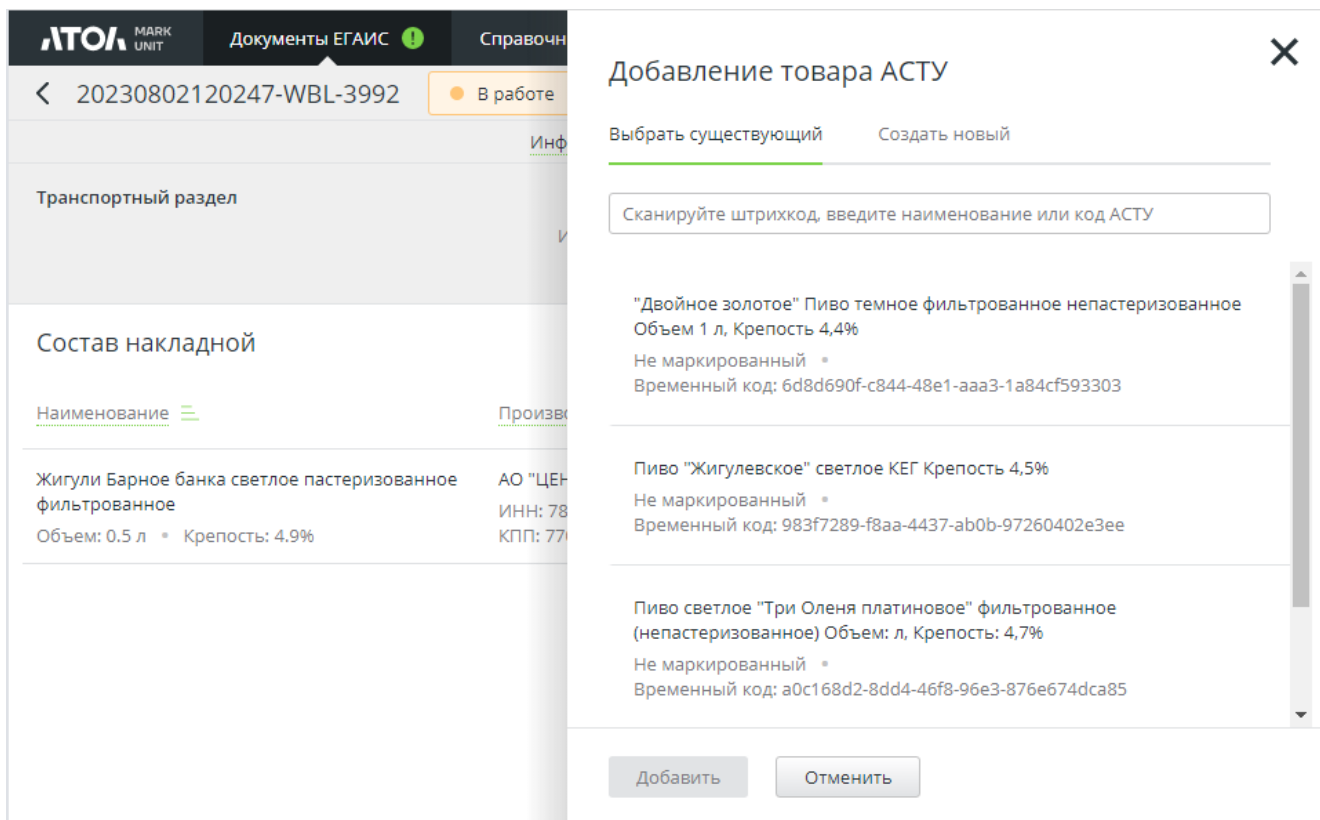 АТОЛ MARK UNIT
Документы ЕГАИС !
Справочн
20230802120247-WBL-3992
В работе
Инф
Транспортный раздел
И
Состав накладной
Наименование
Произво
Жигули Барное банка светлое пастеризованное
фильтрованное
Объем: 0.5 л • Крепость: 4.9%
АО "ЦЕН
ИНН: 78
КПП: 770
Добавление товара АСТУ
Выбрать существующий
Создать новый
Сканируйте штрихкод, введите наименование или код АСТУ
"Двойное золотое" Пиво темное фильтрованное непастеризованное
Объем 1 л, Крепость 4,4%
Не маркированный •
Временный код: 6d8d690f-c844-48e1-aaa3-1a84cf593303
Пиво "Жигулевское" светлое КЕГ Крепость 4,5%
Не маркированный •
Временный код: 983f7289-f8aa-4437-ab0b-97260402e3ee
Пиво светлое "Три Оленя платиновое" фильтрованное
(непастеризованное) Объем: л, Крепость: 4,7%
Не маркированный •
Временный код: a0c168d2-8dd4-46f8-96e3-876e674dca85
Добавить
Отменить